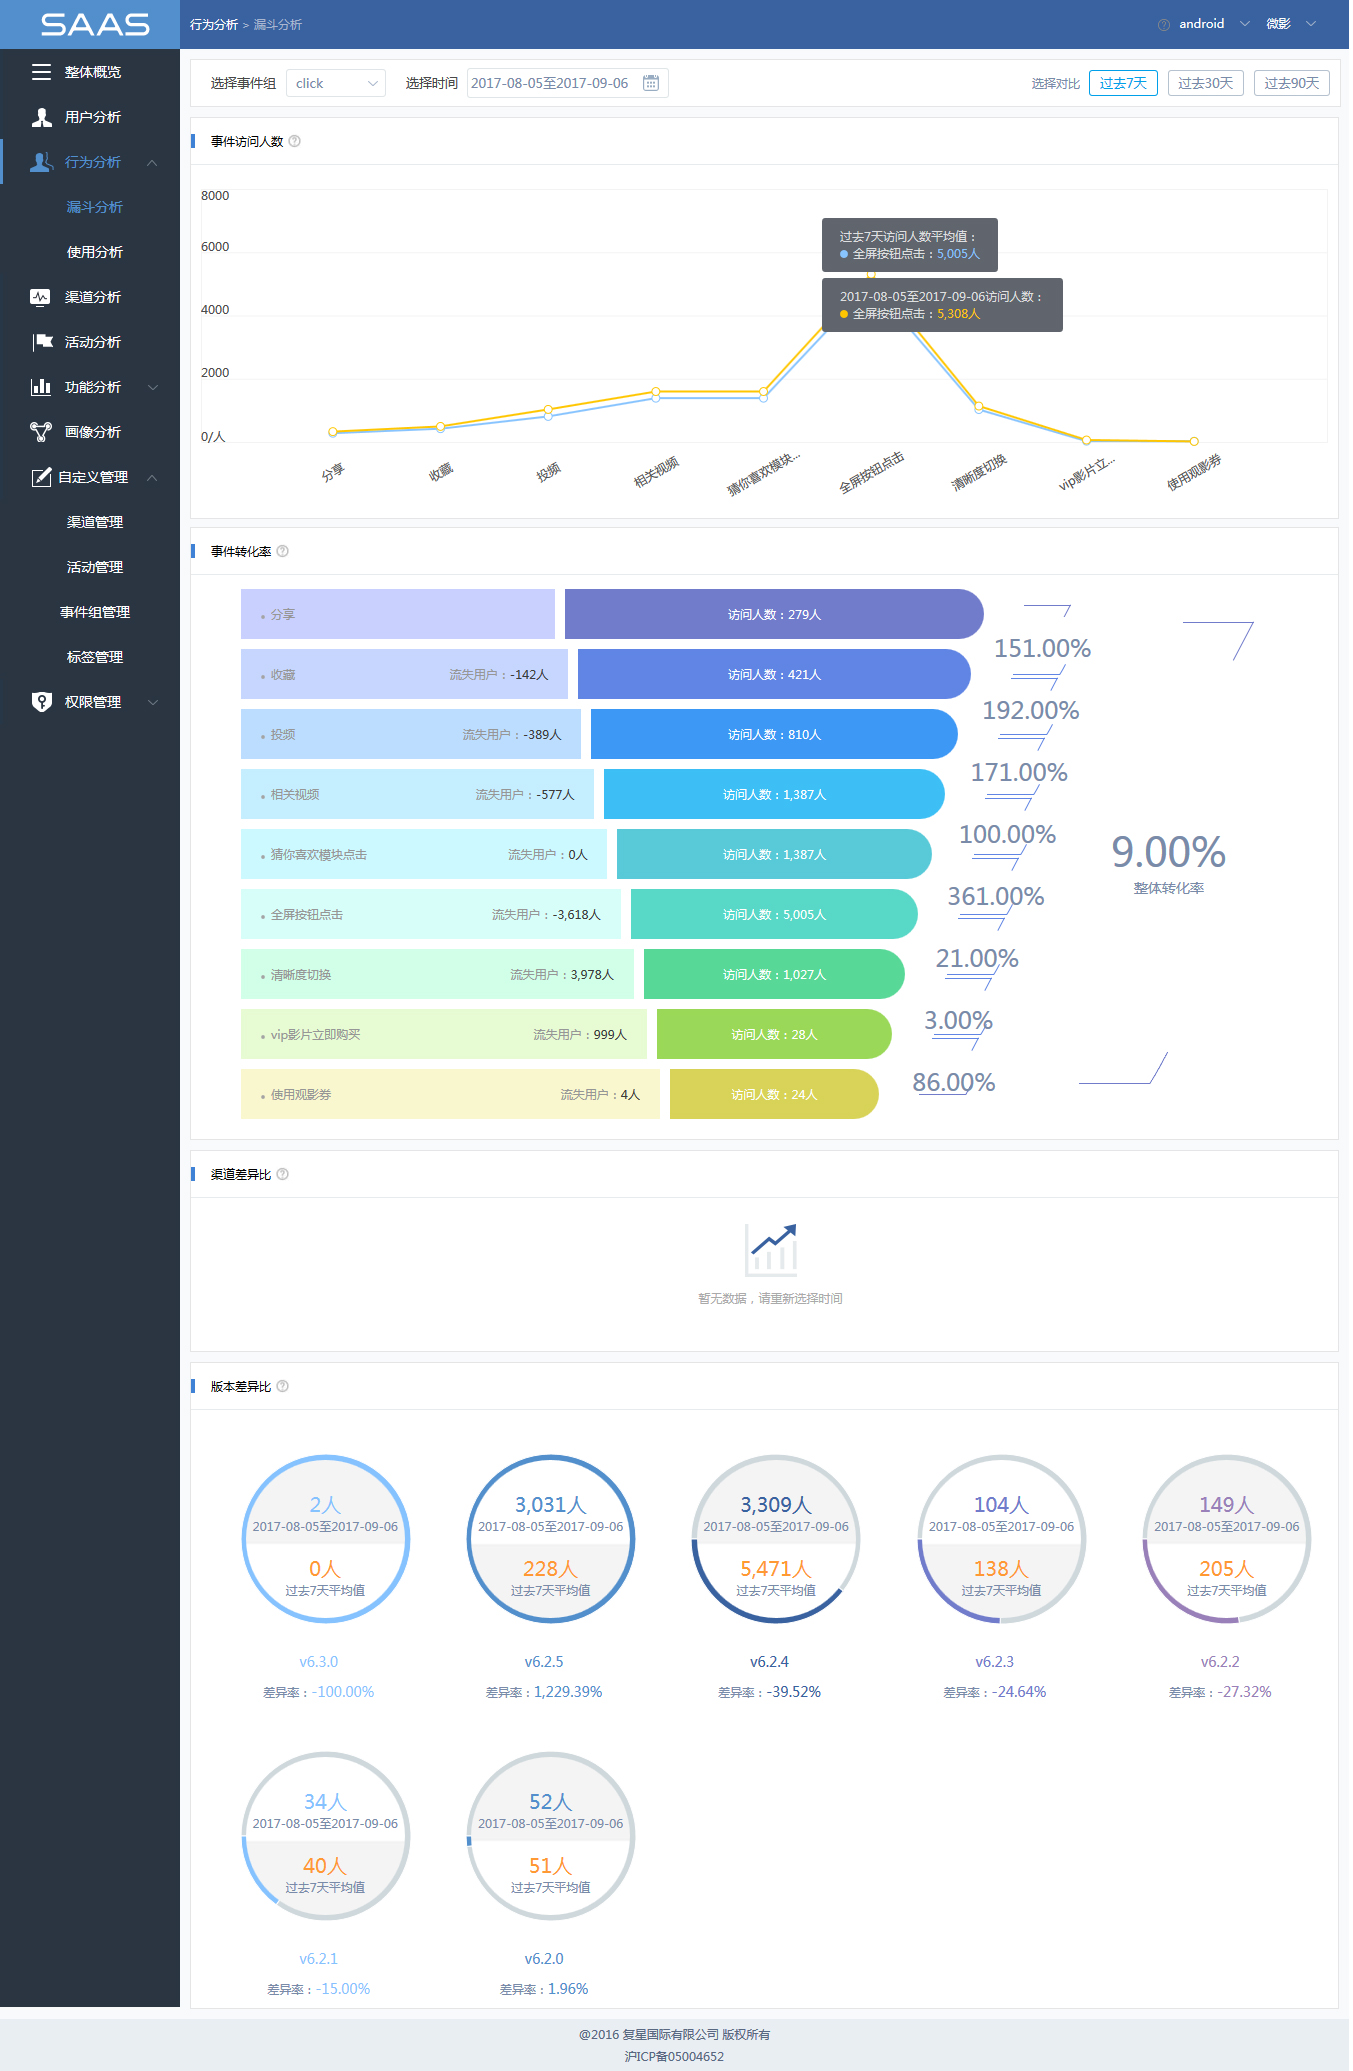 SAAS
行为分析 > 漏斗分析
android
微影
整体概览
用户分析
行为分析
漏斗分析
使用分析
渠道分析
活动分析
功能分析
画像分析
自定义管理
渠道管理
活动管理
事件组管理
标签管理
权限管理
选择事件组 click 选择时间 2017-08-05至2017-09-06
选择对比 过去7天 过去30天 过去90天
事件访问人数
8000
6000
4000
2000
0/人
过去7天访问人数平均值：
全屏按钮点击：5,005人
2017-08-05至2017-09-06访问人数：
全屏按钮点击：5,308人
分享
收藏
投频
相关视频
猜你喜欢模块...
全屏按钮点击
清晰度切换
vip影片立...
使用观影券
事件转化率
分享 访问人数：279人
151.00%
收藏 流失用户：-142人 访问人数：421人
192.00%
投频 流失用户：-389人 访问人数：810人
171.00%
相关视频 流失用户：-577人 访问人数：1,387人
100.00%
猜你喜欢模块点击 流失用户：0人 访问人数：1,387人
361.00%
全屏按钮点击 流失用户：-3,618人 访问人数：5,005人
21.00%
清晰度切换 流失用户：3,978人 访问人数：1,027人
3.00%
vip影片立即购买 流失用户：999人 访问人数：28人
86.00%
使用观影券 流失用户：4人 访问人数：24人
9.00%
整体转化率
渠道差异比
暂无数据，请重新选择时间
版本差异比
2人
2017-08-05至2017-09-06
0人
过去7天平均值
v6.3.0
差异率：-100.00%
3,031人
2017-08-05至2017-09-06
228人
过去7天平均值
v6.2.5
差异率：1,229.39%
3,309人
2017-08-05至2017-09-06
5,471人
过去7天平均值
v6.2.4
差异率：-39.52%
104人
2017-08-05至2017-09-06
138人
过去7天平均值
v6.2.3
差异率：-24.64%
149人
2017-08-05至2017-09-06
205人
过去7天平均值
v6.2.2
差异率：-27.32%
34人
2017-08-05至2017-09-06
40人
过去7天平均值
v6.2.1
差异率：-15.00%
52人
2017-08-05至2017-09-06
51人
过去7天平均值
v6.2.0
差异率：1.96%
@2016 复星国际有限公司 版权所有
沪ICP备05004652